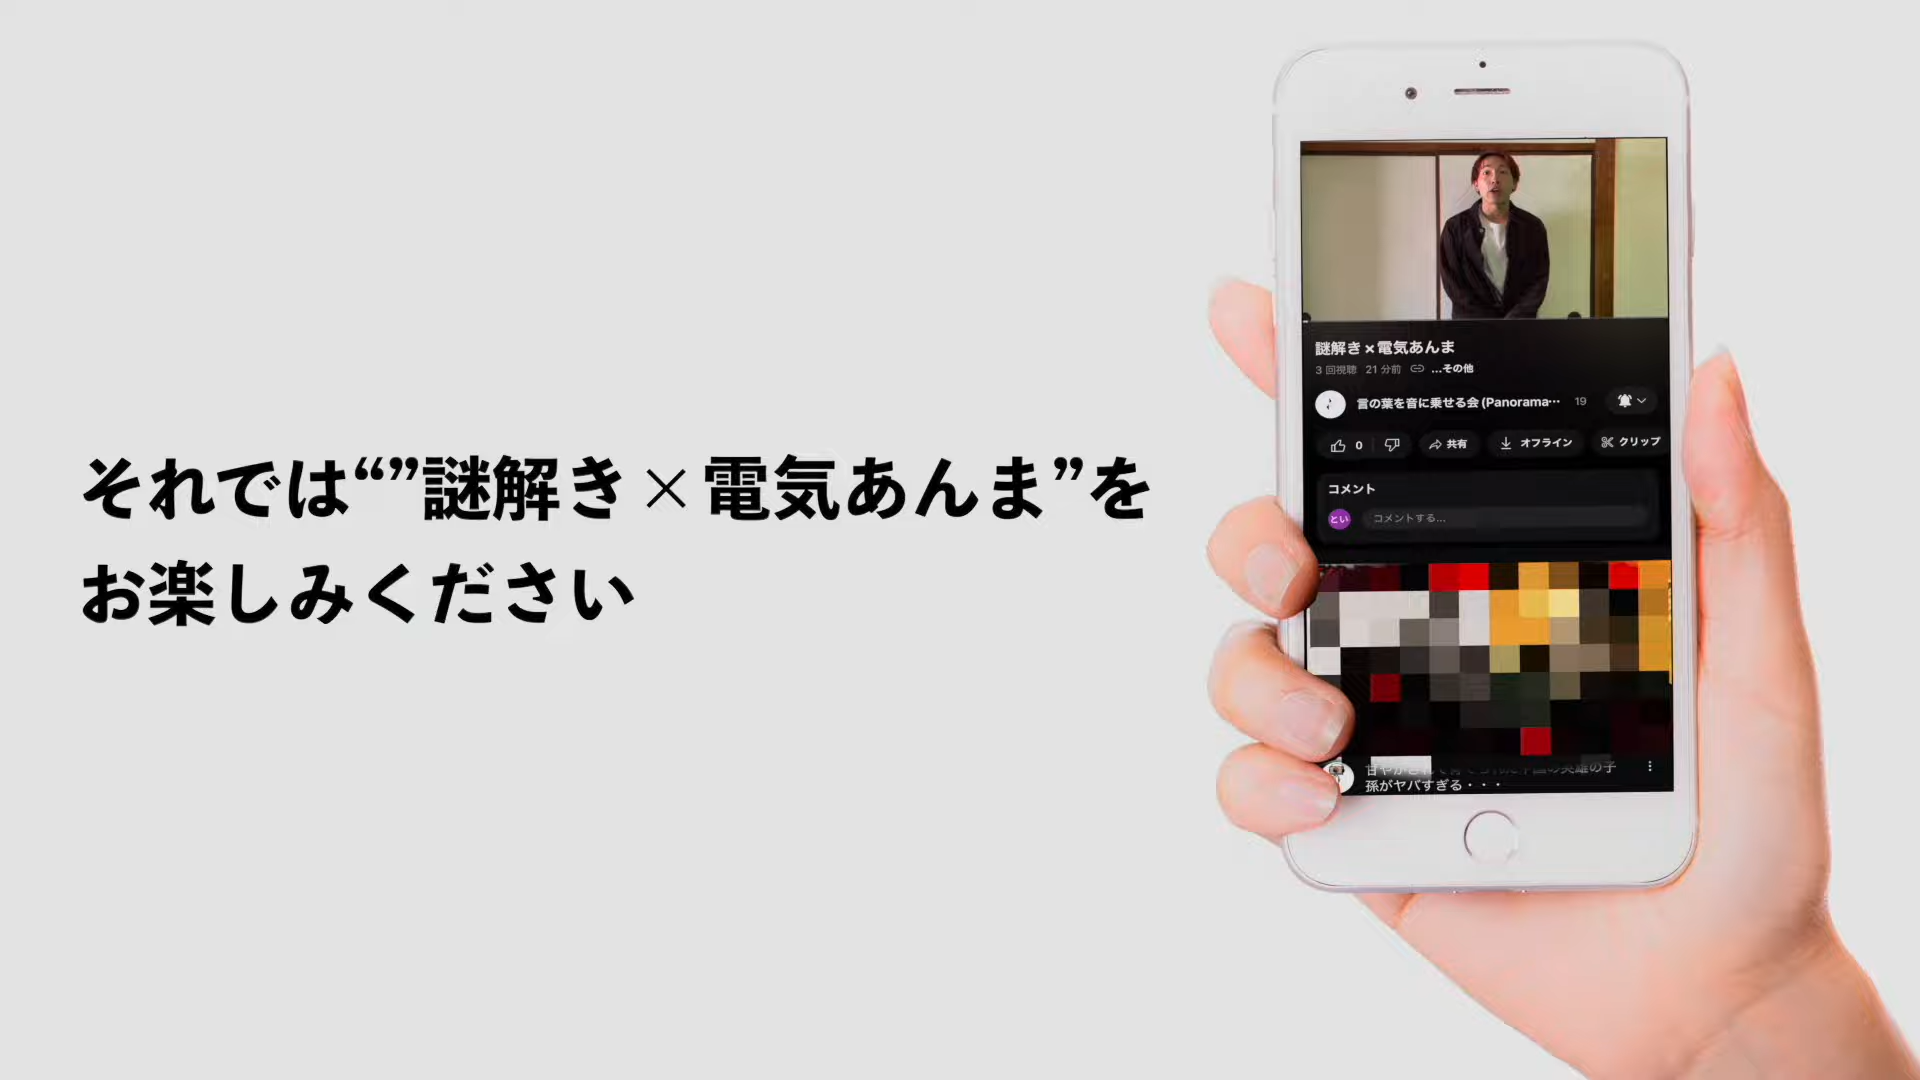 それでは“”謎解き×電気あんま”を
お楽しみください
謎解き×電気あんま
3 回視聴 21 分前 …その他
言の葉を音に乗せる会 (Panorama… 19
0 共有 オフライン クリップ
コメント
とい コメントする...
孫がヤバすぎる・・・